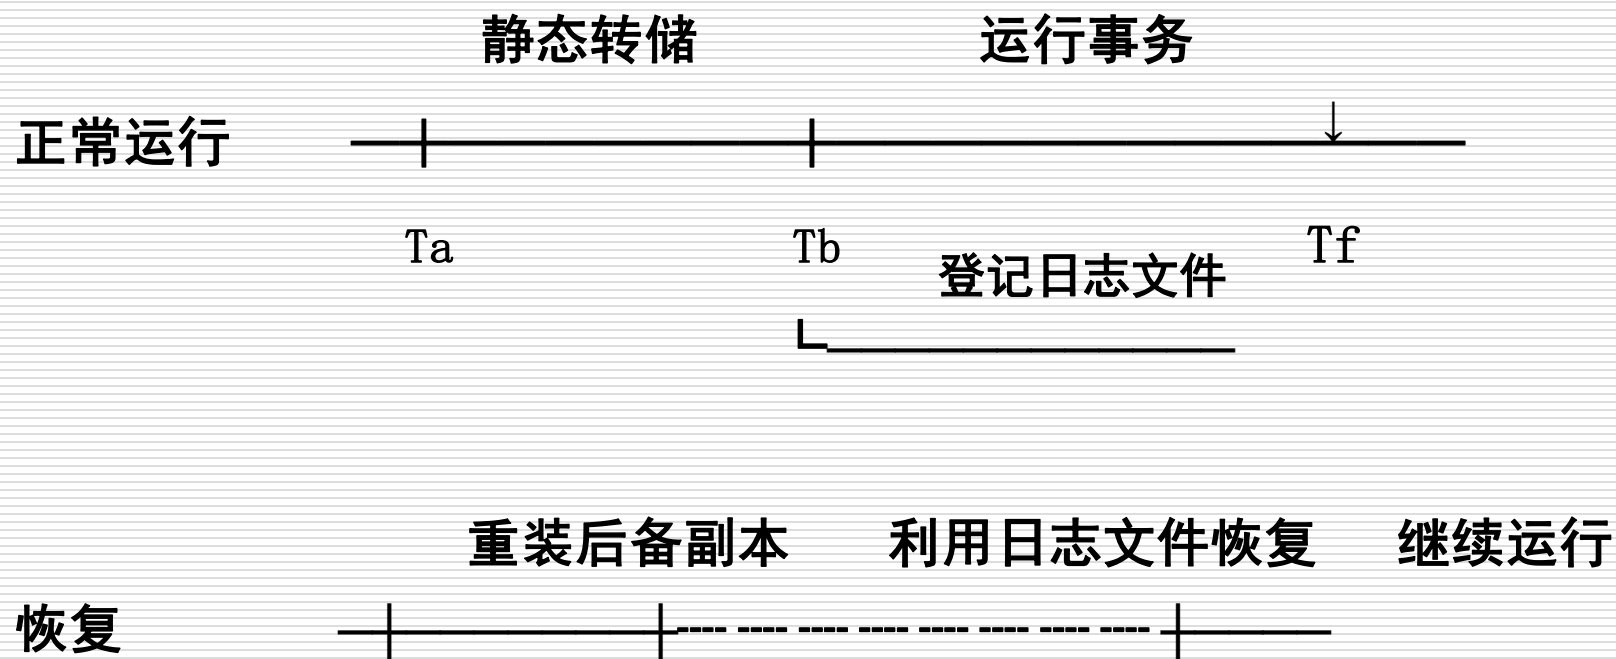 静态转储 运行事务
↓
正常运行
Ta Tb Tf
登记日志文件
重装后备副本 利用日志文件恢复 继续运行
恢复